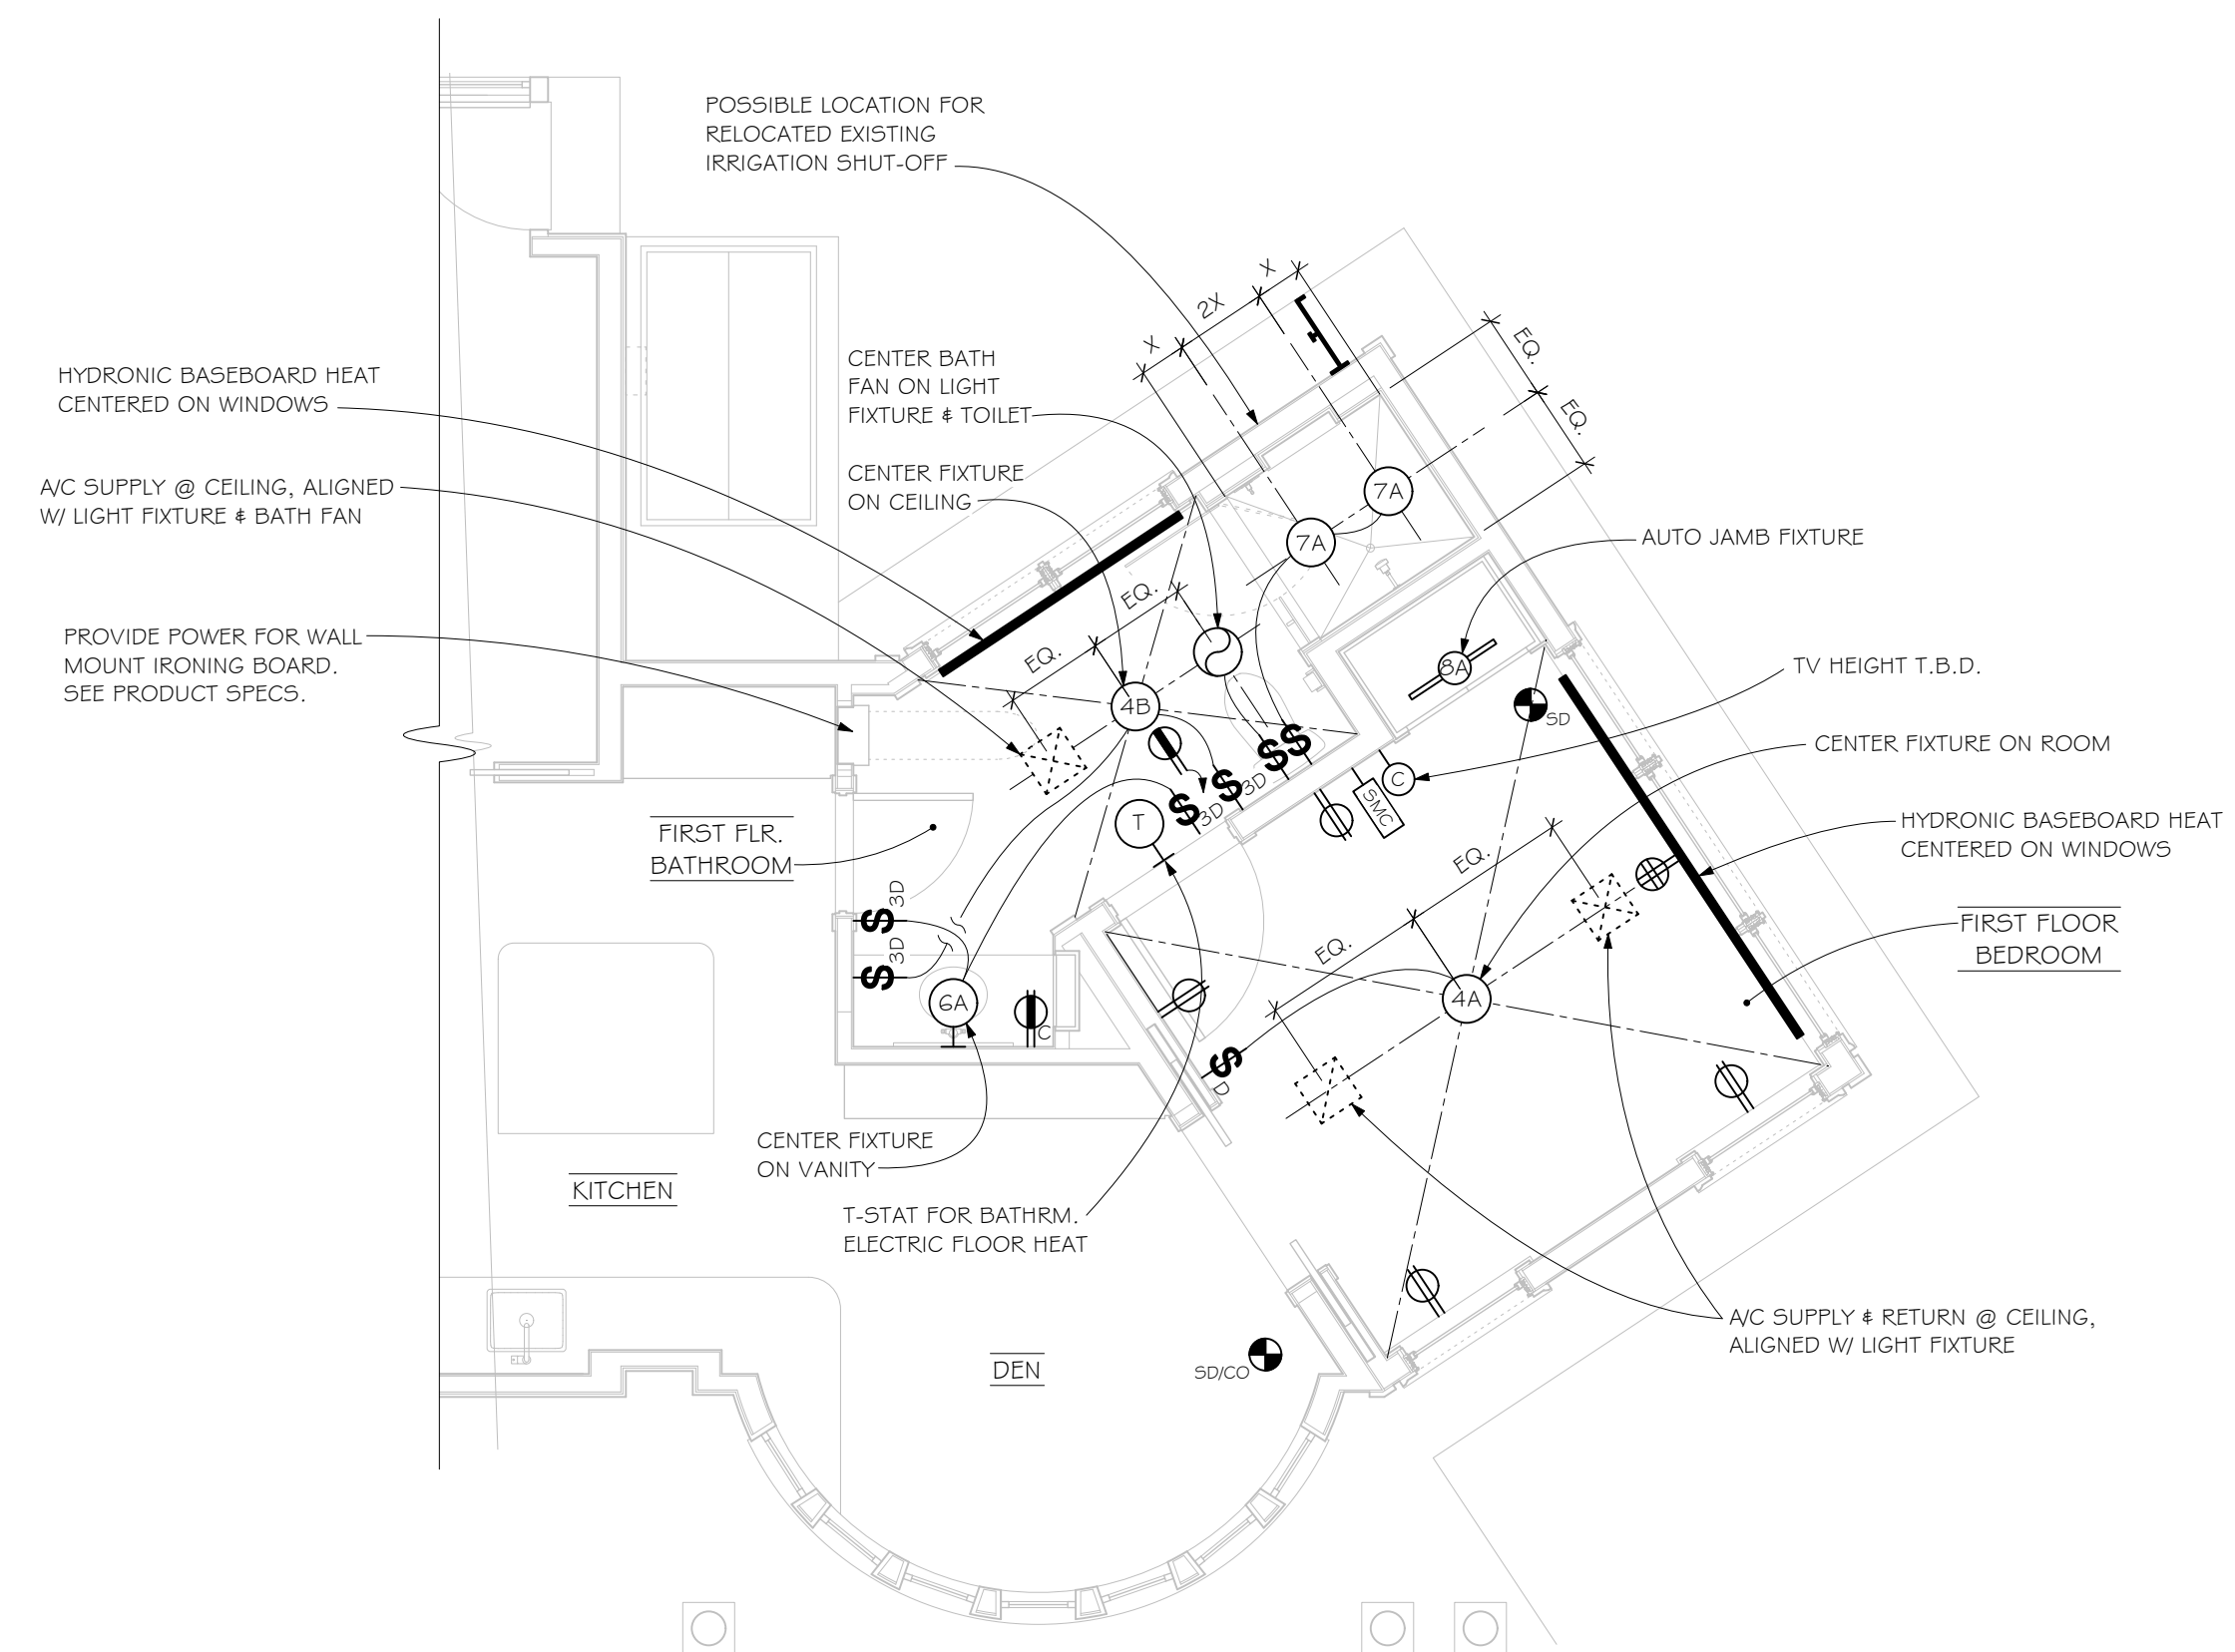 POSSIBLE LOCATION FOR
RELOCATED EXISTING
IRRIGATION SHUT-OFF
X
2X
X
EQ.
EQ.
HYDRONIC BASEBOARD HEAT
CENTERED ON WINDOWS
CENTER BATH
FAN ON LIGHT
FIXTURE & TOILET
CENTER FIXTURE
ON CEILING
A/C SUPPLY @ CEILING, ALIGNED
W/ LIGHT FIXTURE & BATH FAN
7A
7A
AUTO JAMB FIXTURE
EQ.
EQ.
PROVIDE POWER FOR WALL
MOUNT IRONING BOARD.
SEE PRODUCT SPECS.
8A
TV HEIGHT T.B.D.
4B
SD
CENTER FIXTURE ON ROOM
$
$
$ 3D
$ 3D
C
SMC
T
FIRST FLR.
BATHROOM
HYDRONIC BASEBOARD HEAT
CENTERED ON WINDOWS
EQ.
EQ.
$ 3D
$ 3D
FIRST FLOOR
BEDROOM
6A
C
4A
$ D
CENTER FIXTURE
ON VANITY
KITCHEN
T-STAT FOR BATHRM.
ELECTRIC FLOOR HEAT
A/C SUPPLY & RETURN @ CEILING,
ALIGNED W/ LIGHT FIXTURE
DEN
SD/CO